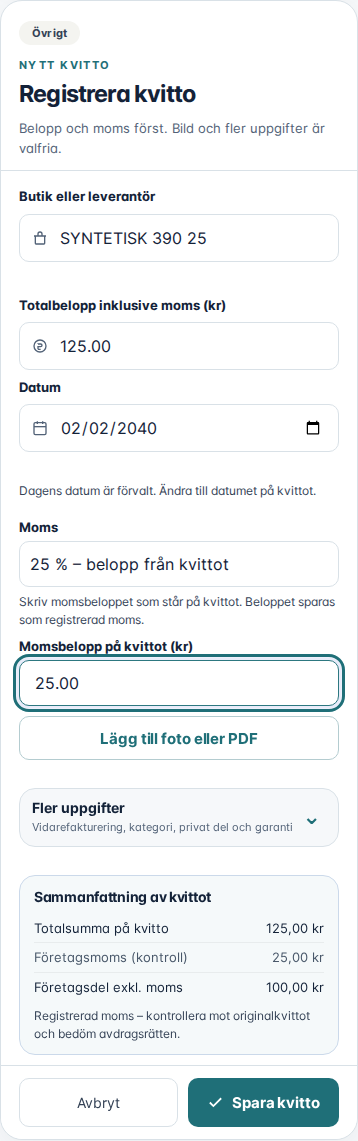 Övrigt
NYTT KVITTO
Registrera kvitto
Belopp och moms först. Bild och fler uppgifter är
valfria.
Butik eller leverantör
SYNTETISK 390 25
Totalbelopp inklusive moms (kr)
125.00
Datum
02/02/2040
Dagens datum är förvalt. Ändra till datumet på kvittot.
Moms
25 % – belopp från kvittot
Skriv momsbeloppet som står på kvittot. Beloppet sparas
som registrerad moms.
Momsbelopp på kvittot (kr)
25.00
Lägg till foto eller PDF
Fler uppgifter
Vidarefakturering, kategori, privat del och garanti
Sammanfattning av kvittot
Totalsumma på kvitto 125,00 kr
Företagsmoms (kontroll) 25,00 kr
Företagsdel exkl. moms 100,00 kr
Registrerad moms – kontrollera mot originalkvittot
och bedöm avdragsrätten.
Avbryt Spara kvitto